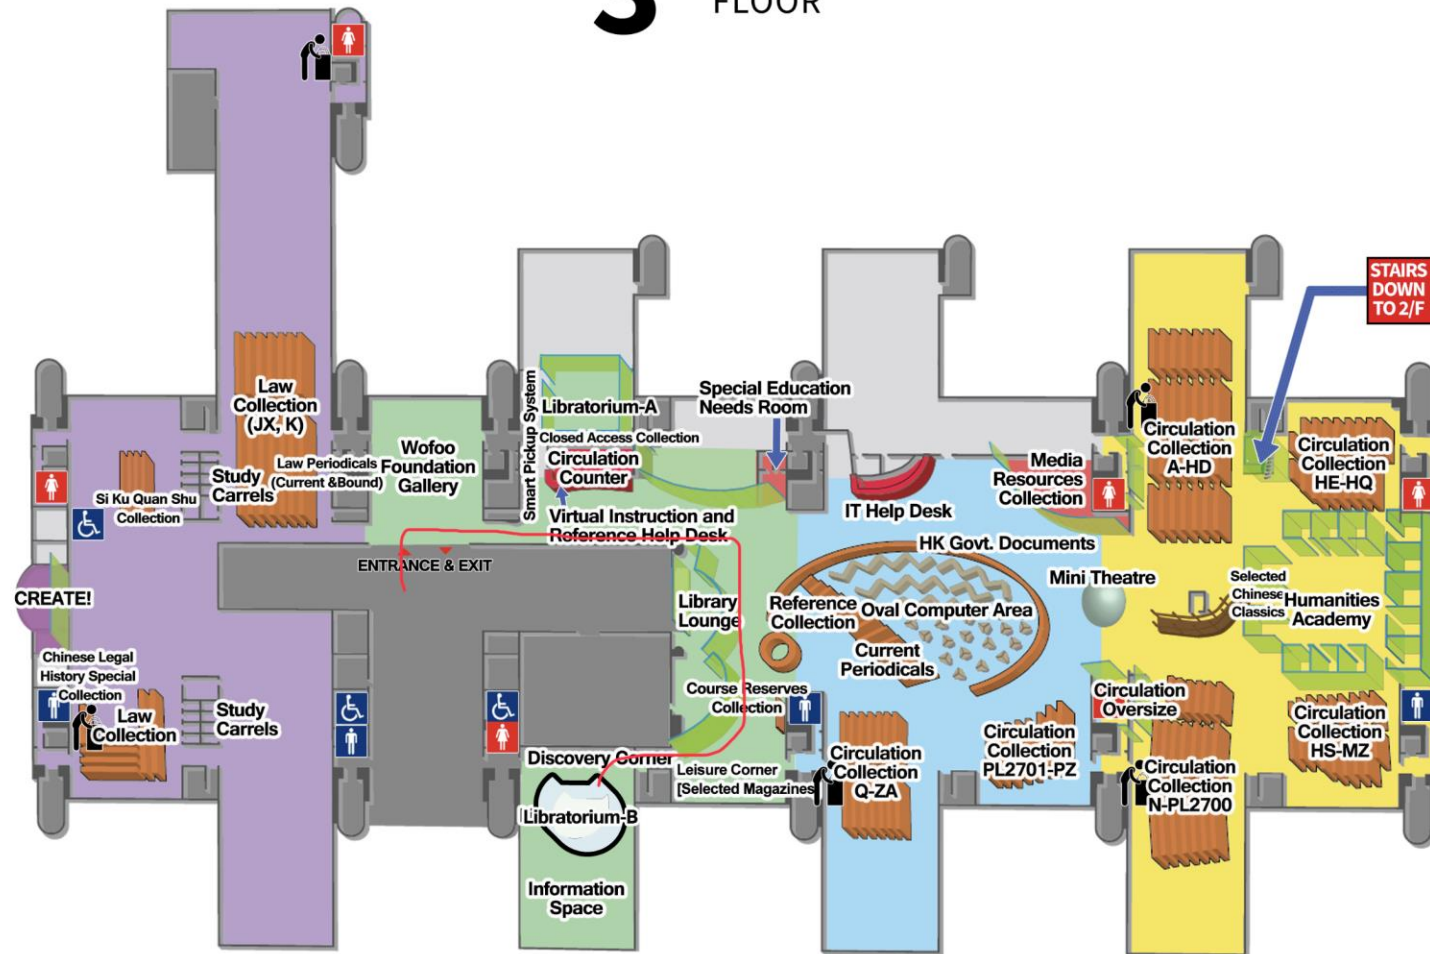 3
FLOOR
STAIRS
DOWN
TO 2/F
Law
Collection
(JX, K)
Law Periodicals
(Current &Bound)
Study
Carrels
Si Ku Quan Shu
Collection
Wofoo
Foundation
Gallery
Smart Pickup System
Libratorium-A
Closed Access Collection
Circulation
Counter
Virtual Instruction and
Reference Help Desk
Special Education
Needs Room
IT Help Desk
Media
Resources
Collection
Circulation
Collection
A-HD
Circulation
Collection
HE-HQ
ENTRANCE & EXIT
HK Govt. Documents
Mini Theatre
Selected
Chinese
Classics
Humanities
Academy
CREATE!
Library
Lounge
Reference
Collection
Oval Computer Area
Current
Periodicals
Chinese Legal
History Special
Collection
Law
Collection
Study
Carrels
Course Reserves
Collection
Circulation
Oversize
Discovery Corner
Leisure Corner
[Selected Magazines
Circulation
Collection
Q-ZA
Circulation
Collection
PL2701-PZ
Circulation
Collection
N-PL2700
Circulation
Collection
HS-MZ
Libratorium-B
Information
Space